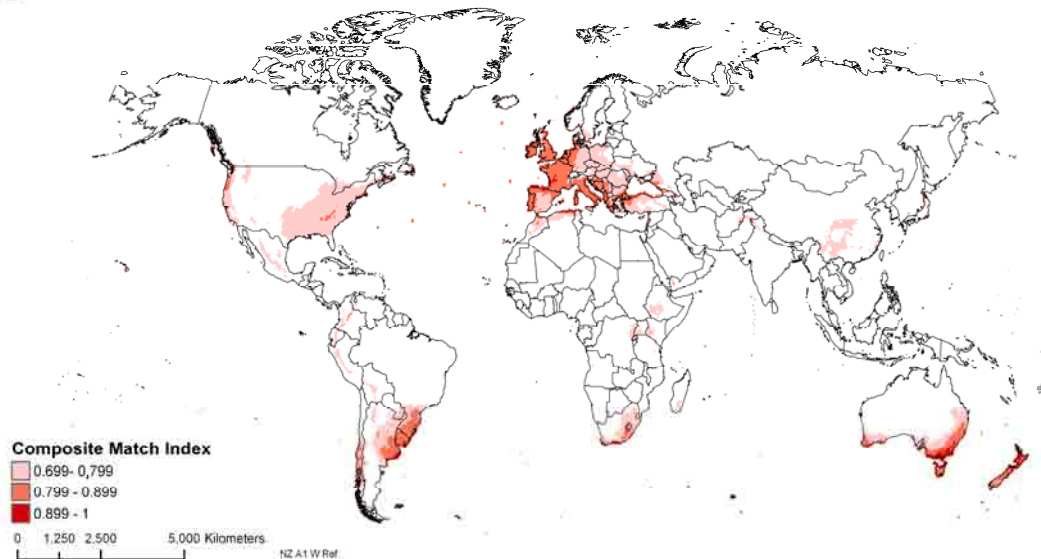 Composite Match Index
0.699- 0,799
0.799 - 0.899
0.899 - 1
0 1,250 2,500 5,000 Kilometers
NZ A1 W Ref